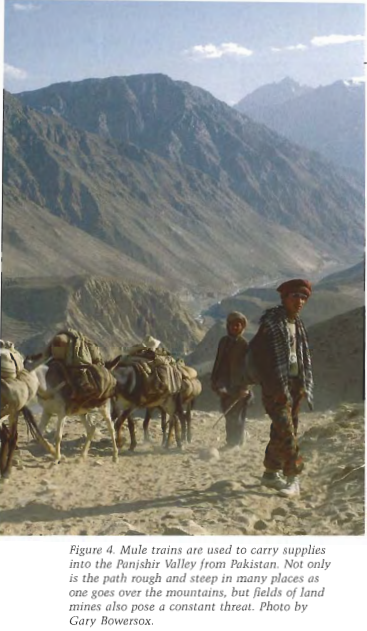 Figure 4. Mule trains are used to carry supplies
into the Panjshir Valley from Pakistan. Not only
is the path rough and steep in many places as
one goes over the mountains, but fields of land
mines also pose a constant threat. Photo by
Gary Bowersox.